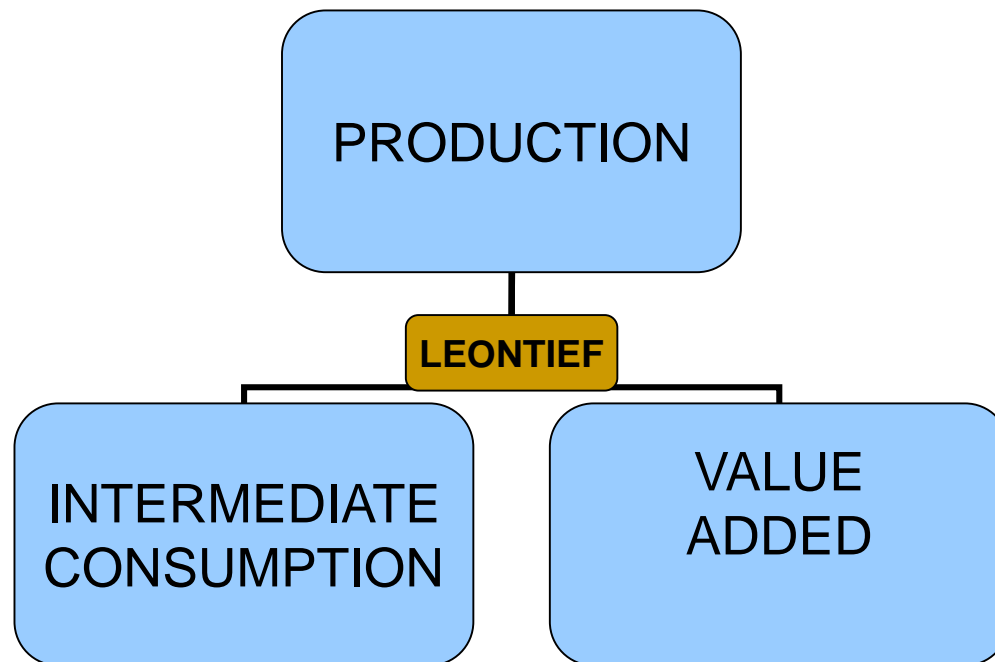 PRODUCTION
LEONTIEF
INTERMEDIATE
CONSUMPTION
VALUE
ADDED